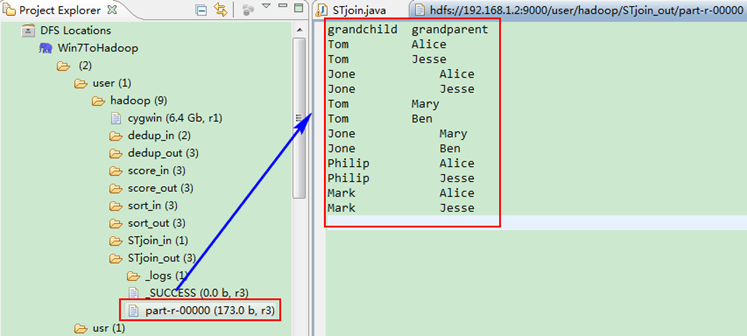 Project Explorer
DFS Locations
Win7ToHadoop
(2)
user (1)
hadoop (9)
cygwin (6.4 Gb, r1)
dedup_in (2)
dedup_out (3)
score_in (3)
score_out (3)
sort_in (3)
sort_out (3)
STjoin_in (1)
STjoin_out (3)
_logs (1)
_SUCCESS (0.0 b, r3)
part-r-00000 (173.0 b, r3)
usr (1)
STjoin.java
hdfs://192.168.1.2:9000/user/hadoop/STjoin_out/part-r-00000
grandchild grandparent
Tom Alice
Tom Jesse
Jone Alice
Jone Jesse
Tom Mary
Tom Ben
Jone Mary
Jone Ben
Philip Alice
Philip Jesse
Mark Alice
Mark Jesse